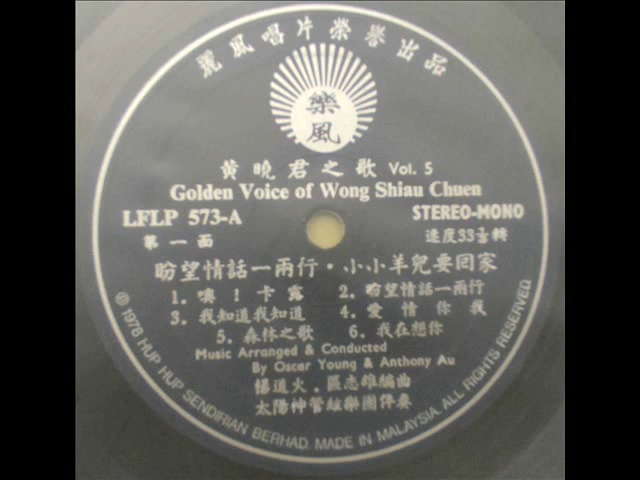 麗風唱片榮譽出品
樂風
黄曉君之歌 Vol. 5
Golden Voice of Wong Shiau Chuen
LFLP 573-A
STEREO-MONO
第一面
速度33⅓轉
盼望情話一兩行·小小羊兒要回家
1. 噢！卡露
2. 盼望情話一兩行
3. 我知道我知道
4. 愛情你我
5. 森林之歌
6. 我在想你
Music Arranged & Conducted
By Oscar Young & Anthony Au
楊道火．區志雄編曲
太陽神管絃樂團伴奏
℗ 1978 HUP HUP SENDIRIAN BERHAD. MADE IN MALAYSIA. ALL RIGHTS RESERVED.